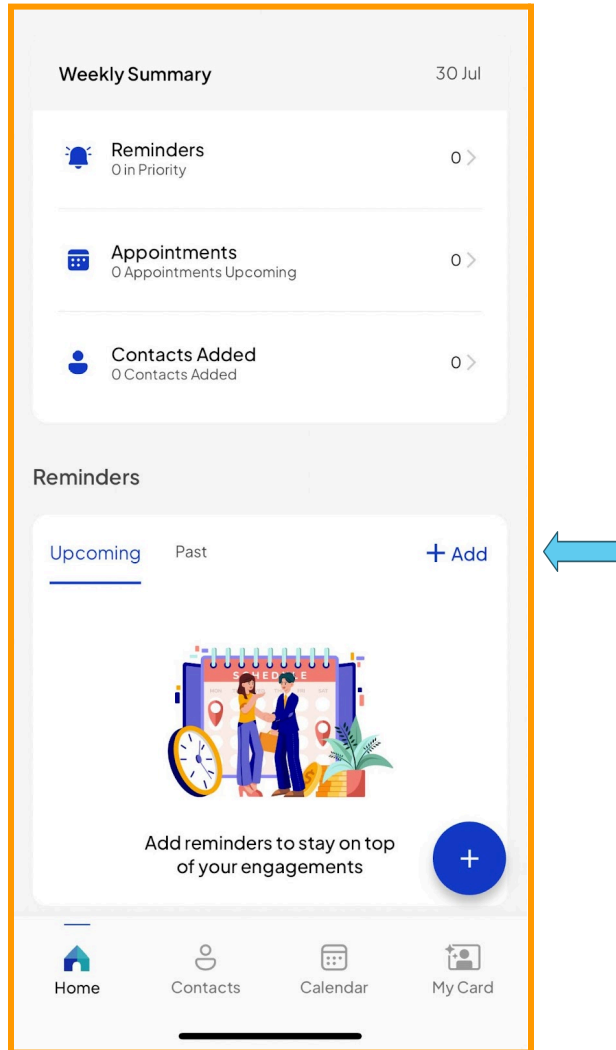 Weekly Summary 30 Jul
Reminders
0 in Priority
0
Appointments
0 Appointments Upcoming
0
Contacts Added
0 Contacts Added
0
Reminders
Upcoming Past + Add
SCHEDULE
Add reminders to stay on top
of your engagements
+
Home Contacts Calendar My Card